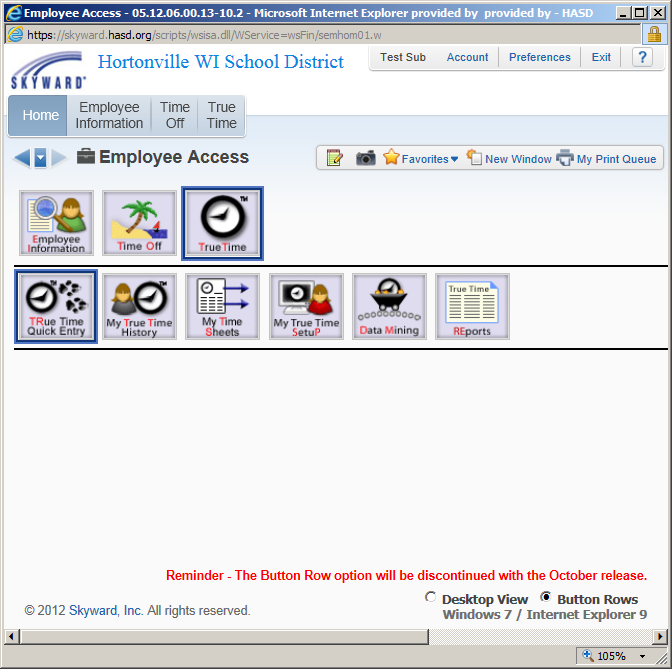 Employee Access - 05.12.06.00.13-10.2 - Microsoft Internet Explorer provided by provided by - HASD
https://skyward.hasd.org/scripts/wsisa.dll/WService=wsFin/semhom01.w
SKYWARD®
Hortonville WI School District
Test Sub Account Preferences Exit ?
Home
Employee Information
Time Off
True Time
Employee Access
Favorites New Window My Print Queue
Employee Information
Time Off
TrueTime
TM
TRue Time Quick Entry
My True Time History
My Time Sheets
My True Time SetuP
Data Mining
True Time
REports
Reminder - The Button Row option will be discontinued with the October release.
Desktop View Button Rows
© 2012 Skyward, Inc. All rights reserved.
Windows 7 / Internet Explorer 9
105%